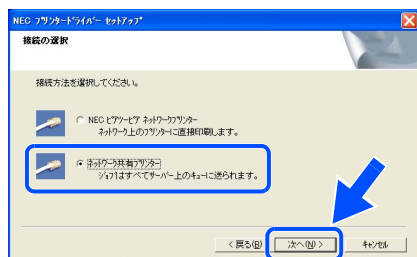 NEC プリンタードライバー セットアップ
接続の選択
接続方法を選択してください。
NEC ピアツーピア ネットワークプリンター
ネットワーク上のプリンターに直接印刷します。
ネットワーク共有プリンター
ジョブはすべてサーバー上のキューに送られます。
< 戻る(B) 次へ(N) > キャンセル